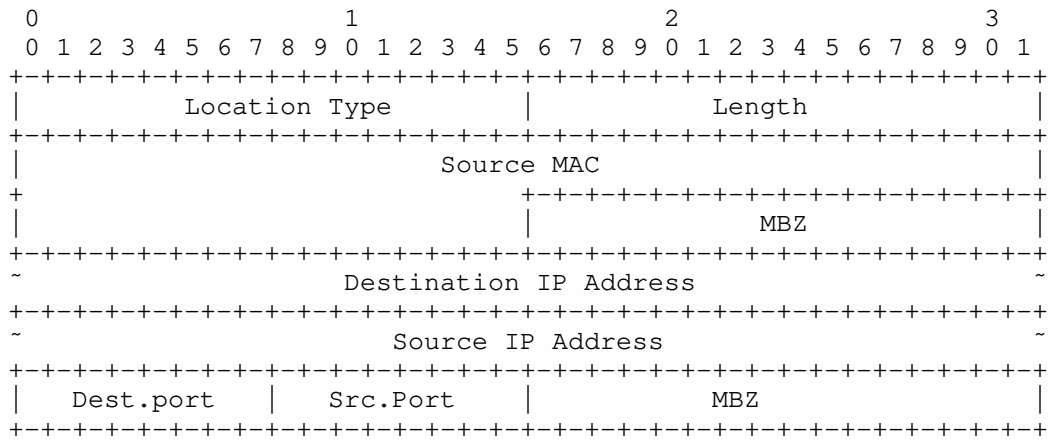 0                   1                   2                   3
0 1 2 3 4 5 6 7 8 9 0 1 2 3 4 5 6 7 8 9 0 1 2 3 4 5 6 7 8 9 0 1
+-+-+-+-+-+-+-+-+-+-+-+-+-+-+-+-+-+-+-+-+-+-+-+-+-+-+-+-+-+-+-+-+
|         Location Type         |           Length              |
+-+-+-+-+-+-+-+-+-+-+-+-+-+-+-+-+-+-+-+-+-+-+-+-+-+-+-+-+-+-+-+-+
|                         Source MAC                            |
+                               +-+-+-+-+-+-+-+-+-+-+-+-+-+-+-+-+
|                               |              MBZ              |
+-+-+-+-+-+-+-+-+-+-+-+-+-+-+-+-+-+-+-+-+-+-+-+-+-+-+-+-+-+-+-+-+
~                   Destination IP Address                     ~
+-+-+-+-+-+-+-+-+-+-+-+-+-+-+-+-+-+-+-+-+-+-+-+-+-+-+-+-+-+-+-+-+
~                      Source IP Address                       ~
+-+-+-+-+-+-+-+-+-+-+-+-+-+-+-+-+-+-+-+-+-+-+-+-+-+-+-+-+-+-+-+-+
|   Dest.port   |   Src.Port    |           MBZ                 |
+-+-+-+-+-+-+-+-+-+-+-+-+-+-+-+-+-+-+-+-+-+-+-+-+-+-+-+-+-+-+-+-+